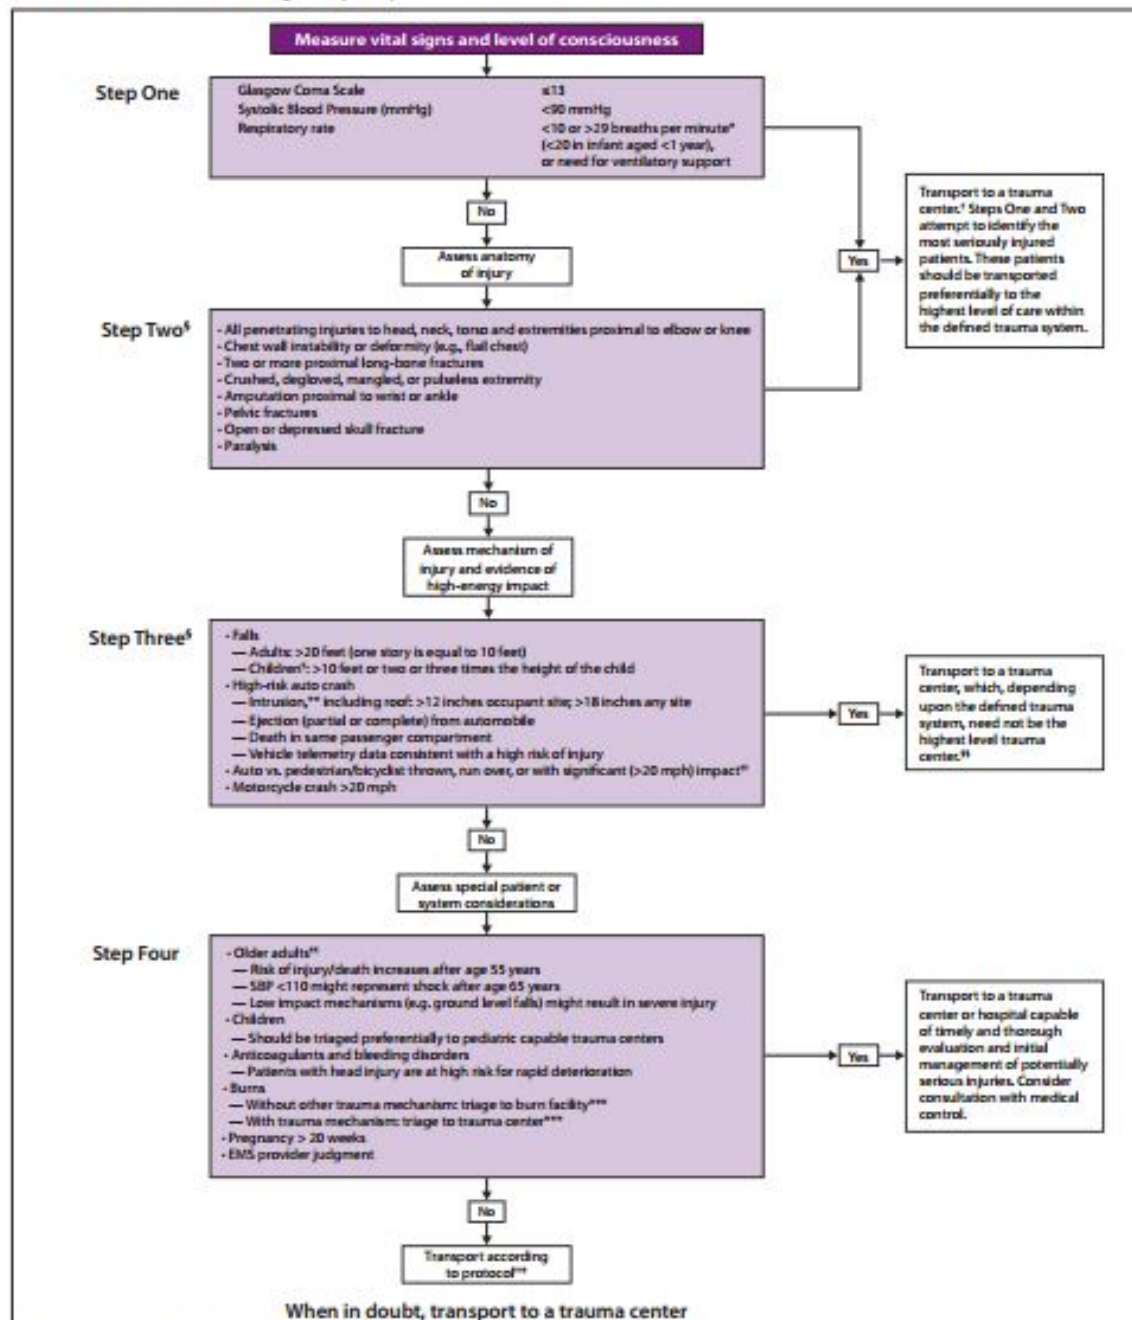 Measure vital signs and level of consciousness
Step One
Glasgow Coma Scale ≤13
Systolic Blood Pressure (mmHg) <90 mmHg
Respiratory rate <10 or >29 breaths per minute*
(<20 in infant aged <1 year),
or need for ventilatory support
No
Yes
Transport to a trauma
center.† Steps One and Two
attempt to identify the
most seriously injured
patients. These patients
should be transported
preferentially to the
highest level of care within
the defined trauma system.
Assess anatomy
of injury
Step Two§
- All penetrating injuries to head, neck, torso and extremities proximal to elbow or knee
- Chest wall instability or deformity (e.g., flail chest)
- Two or more proximal long-bone fractures
- Crushed, degloved, mangled, or pulseless extremity
- Amputation proximal to wrist or ankle
- Pelvic fractures
- Open or depressed skull fracture
- Paralysis
No
Assess mechanism of
injury and evidence of
high-energy impact
Step Three§
- Falls
— Adults: >20 feet (one story is equal to 10 feet)
— Children¶: >10 feet or two or three times the height of the child
- High-risk auto crash
— Intrusion,** including roof: >12 inches occupant site; >18 inches any site
— Ejection (partial or complete) from automobile
— Death in same passenger compartment
— Vehicle telemetry data consistent with a high risk of injury
- Auto vs. pedestrian/bicyclist thrown, run over, or with significant (>20 mph) impact††
- Motorcycle crash >20 mph
Yes
Transport to a trauma
center, which, depending
upon the defined trauma
system, need not be the
highest level trauma
center.§§
No
Assess special patient or
system considerations
Step Four
- Older adults¶¶
— Risk of injury/death increases after age 55 years
— SBP <110 might represent shock after age 65 years
— Low impact mechanisms (e.g. ground level falls) might result in severe injury
- Children
— Should be triaged preferentially to pediatric capable trauma centers
- Anticoagulants and bleeding disorders
— Patients with head injury are at high risk for rapid deterioration
- Burns
— Without other trauma mechanism: triage to burn facility***
— With trauma mechanism: triage to trauma center***
- Pregnancy > 20 weeks
- EMS provider judgment
Yes
Transport to a trauma
center or hospital capable
of timely and thorough
evaluation and initial
management of potentially
serious injuries. Consider
consultation with medical
control.
No
Transport according
to protocol†††
When in doubt, transport to a trauma center